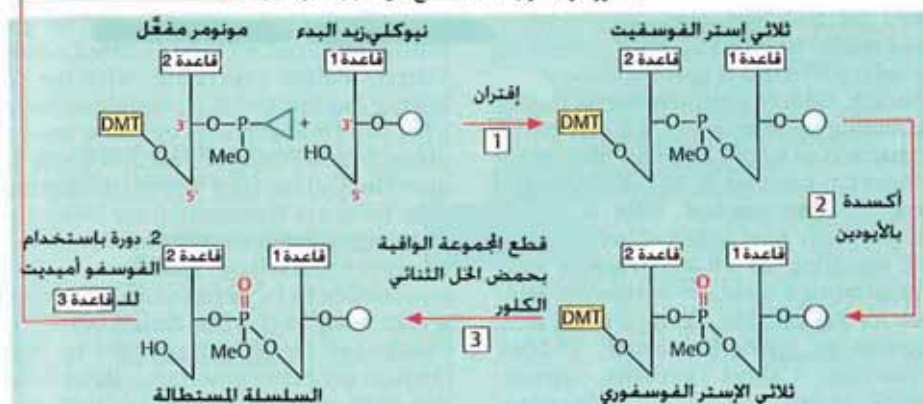 مونومر مفعّل
نيوكلي‍زيد البدء
ثلاثي إستر الفوسفيت
قاعدة 2
قاعدة 1
قاعدة 2
قاعدة 1
إقتران
1
DMT
3'
O
P
MeO
O
5'
+
3'
O
HO
5'
DMT
O
P
O
MeO
O
O
أكسدة
2
بالأيودين
قاعدة 2
قاعدة 1
قطع المجموعة الواقية
بحمض الخل الثنائي
الكلور
3
قاعدة 2
قاعدة 1
2. دورة باستخدام
الفوسفو أميديت
للـ قاعدة 3
O
O
P
O
MeO
O
HO
DMT
O
O
O
P
O
MeO
O
السلسلة المستطالة
ثلاثي الإستر الفوسفوري